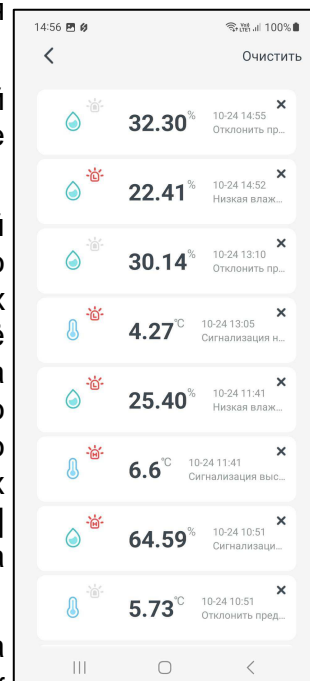 14:56 100%
Очистить
32.30% 10-24 14:55
Отклонить пр...
L
22.41% 10-24 14:52
Низкая влаж...
30.14% 10-24 13:10
Отклонить пр...
L
4.27°C 10-24 13:05
Сигнализация н...
L
25.40% 10-24 11:41
Низкая влаж...
H
6.6°C 10-24 11:41
Сигнализация выс...
H
64.59% 10-24 10:51
Сигнализаци...
5.73°C 10-24 10:51
Отклонить пред...